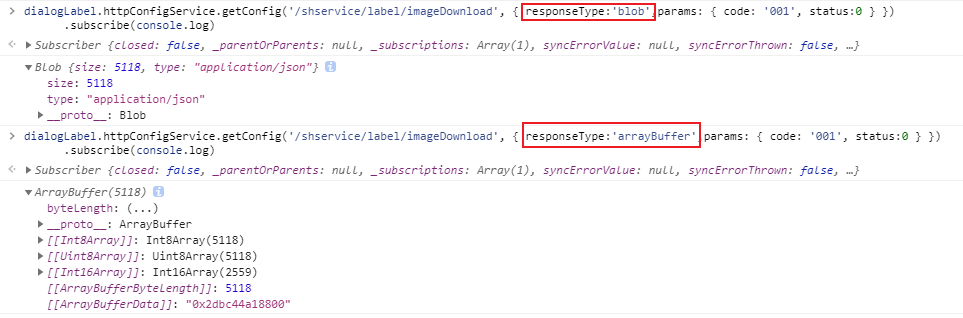 > dialogLabel.httpConfigService.getConfig('/shservice/label/imageDownload', { responseType:'blob',params: { code: '001', status:0 } })
.subscribe(console.log)
Subscriber {closed: false, _parentOrParents: null, _subscriptions: Array(1), syncErrorValue: null, syncErrorThrown: false, …}
Blob {size: 5118, type: "application/json"} i
size: 5118
type: "application/json"
__proto__: Blob
> dialogLabel.httpConfigService.getConfig('/shservice/label/imageDownload', { responseType:'arrayBuffer',params: { code: '001', status:0 } })
.subscribe(console.log)
Subscriber {closed: false, _parentOrParents: null, _subscriptions: Array(1), syncErrorValue: null, syncErrorThrown: false, …}
ArrayBuffer(5118) i
byteLength: (...)
__proto__: ArrayBuffer
[[Int8Array]]: Int8Array(5118)
[[Uint8Array]]: Uint8Array(5118)
[[Int16Array]]: Int16Array(2559)
[[ArrayBufferByteLength]]: 5118
[[ArrayBufferData]]: "0x2dbc44a18800"